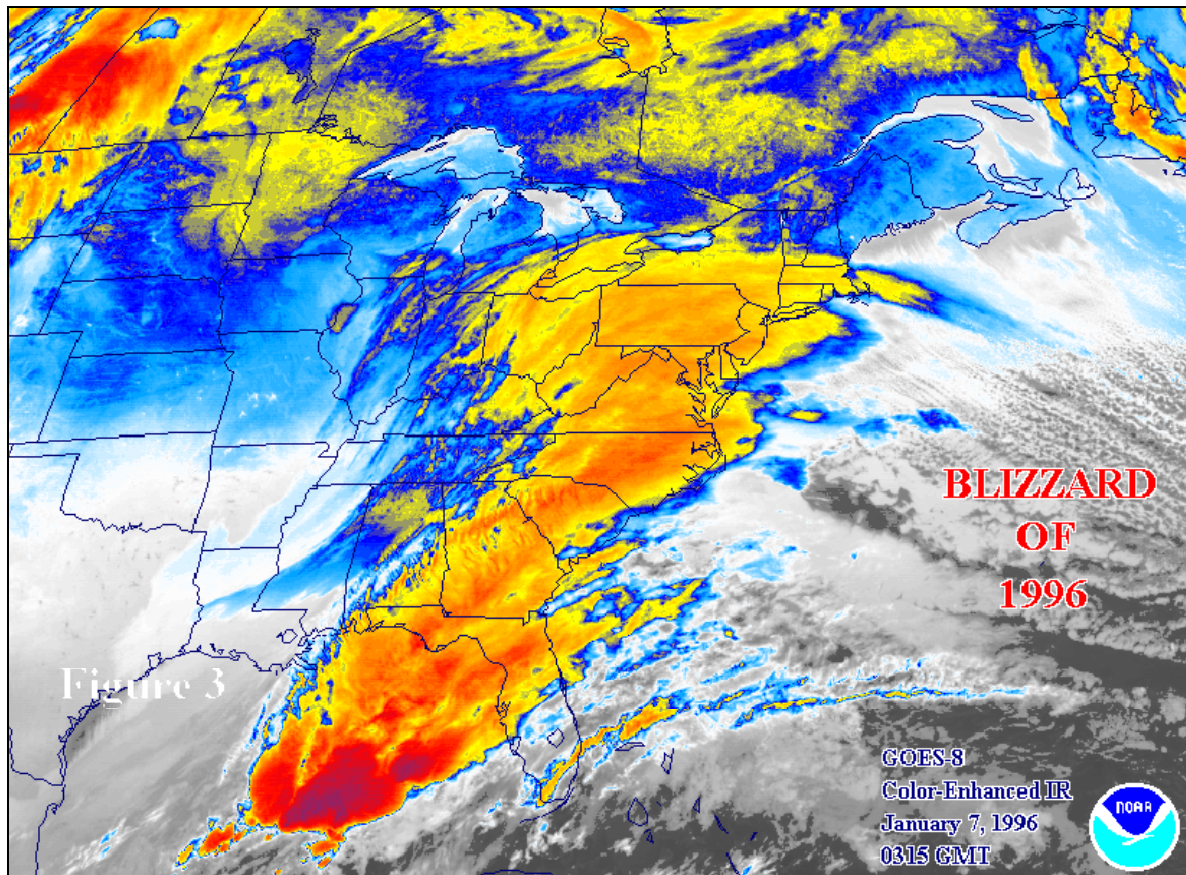 BLIZZARD
OF
1996
Figure 3
GOES-8
Color-Enhanced IR
January 7, 1996
0315 GMT
NOAA